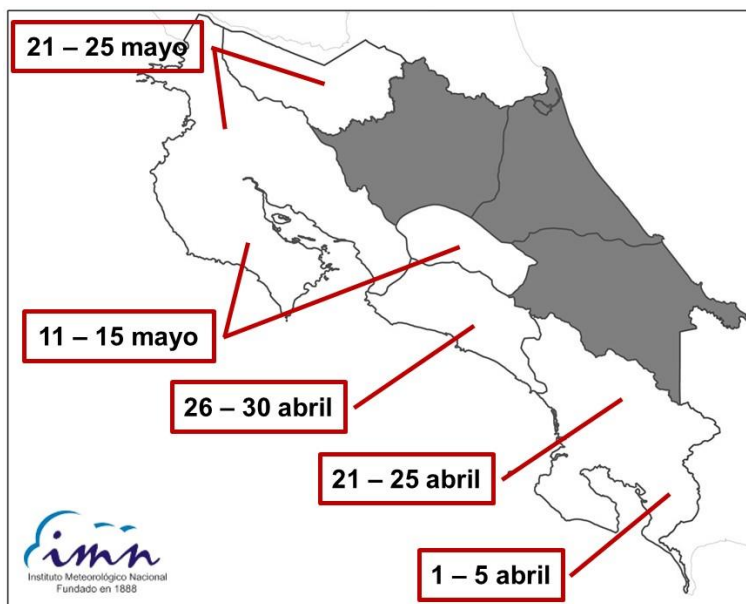 21 – 25 mayo
11 – 15 mayo
26 – 30 abril
21 – 25 abril
1 – 5 abril
imn
Instituto Meteorológico Nacional
Fundado en 1888